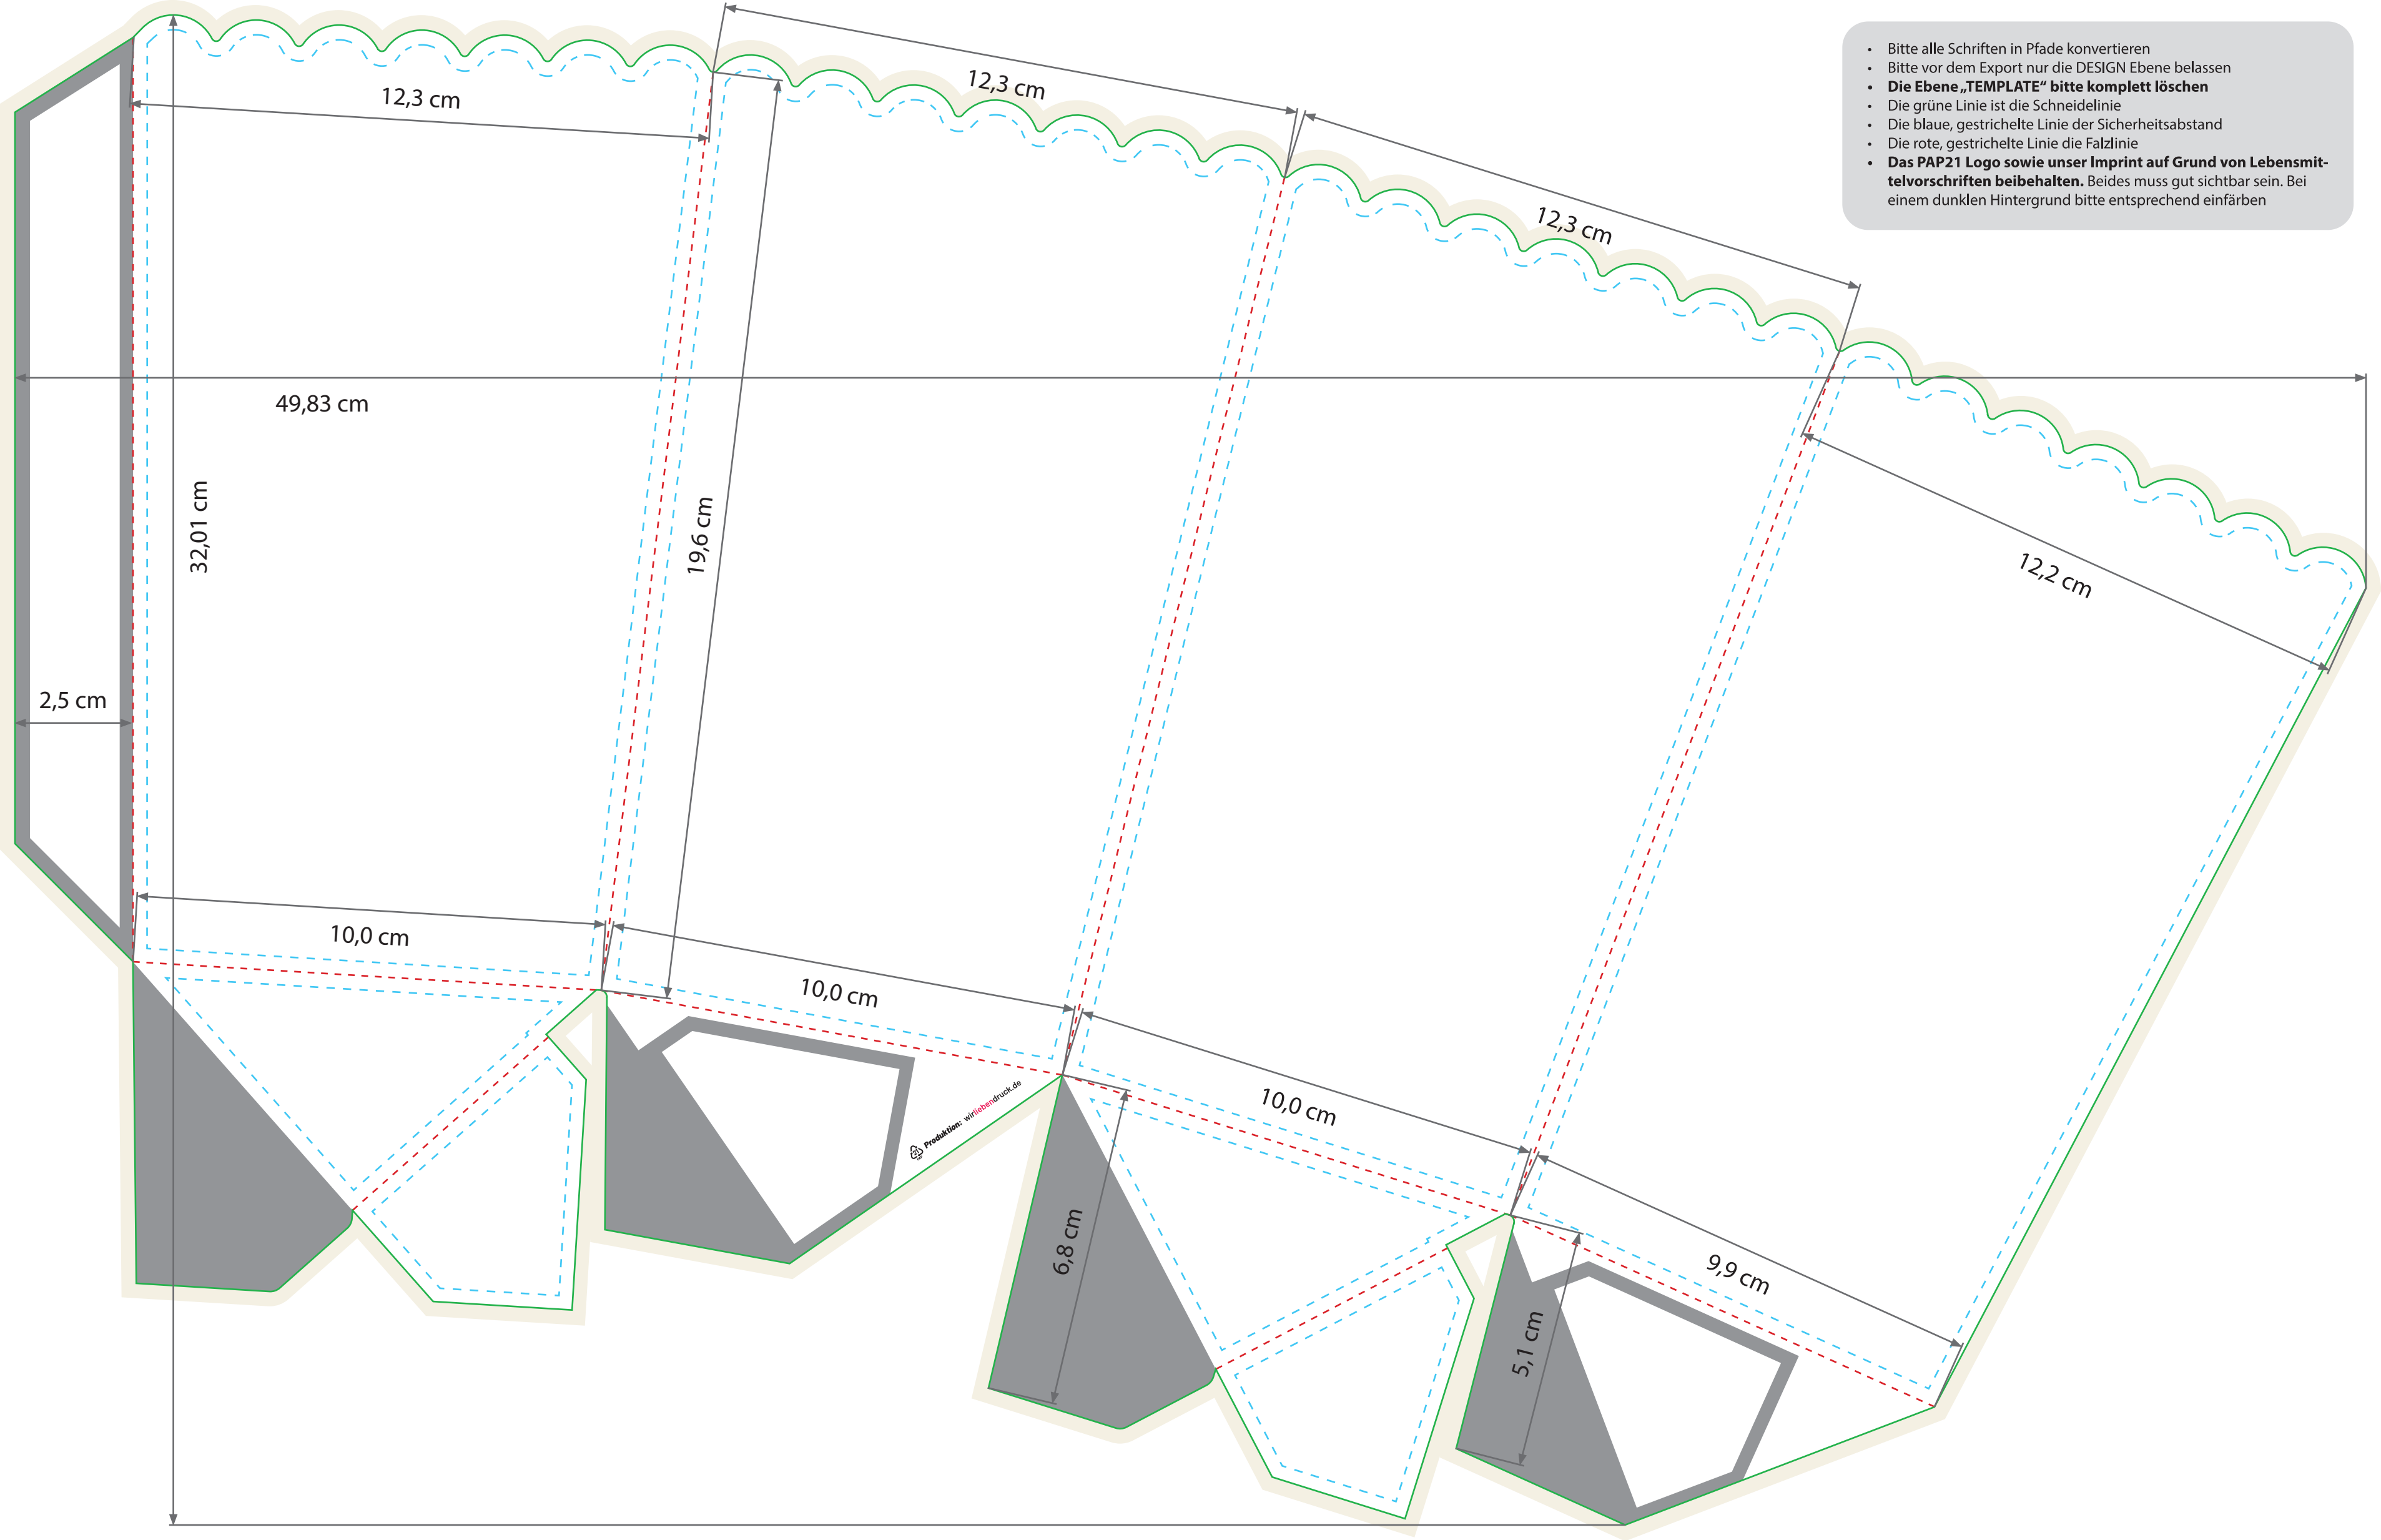 12,3 cm
• Bitte alle Schriften in Pfade konvertieren
• Bitte vor dem Export nur die DESIGN Ebene belassen
• Die Ebene „TEMPLATE“ bitte komplett löschen
• Die grüne Linie ist die Schneidelinie
• Die blaue, gestrichelte Linie der Sicherheitsabstand
• Die rote, gestrichelte Linie die Falzlinie
• Das PAP21 Logo sowie unser Imprint auf Grund von Lebensmit-
telvorschriften beibehalten. Beides muss gut sichtbar sein. Bei
einem dunklen Hintergrund bitte entsprechend einfärben
12,3 cm
12,3 cm
49,83 cm
32,01 cm
19,6 cm
12,2 cm
2,5 cm
10,0 cm
10,0 cm
Produktion: wirliebendruck.de
10,0 cm
6,8 cm
9,9 cm
5,1 cm